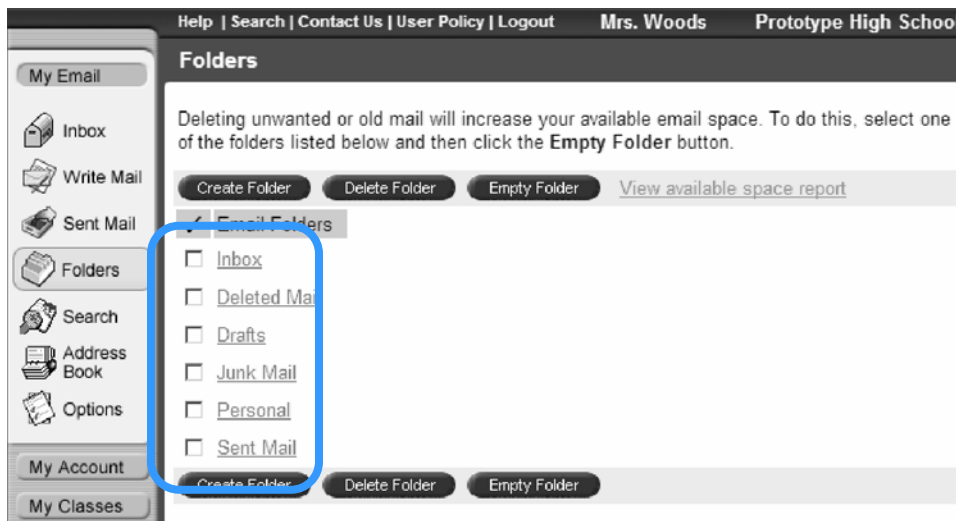 Help | Search | Contact Us | User Policy | Logout Mrs. Woods Prototype High Schoo
Folders
My Email
Inbox
Write Mail
Sent Mail
Folders
Search
Address
Book
Options
My Account
My Classes
Deleting unwanted or old mail will increase your available email space. To do this, select one
of the folders listed below and then click the Empty Folder button.
Create Folder Delete Folder Empty Folder View available space report
✓ Email Folders
Inbox
Deleted Mai
Drafts
Junk Mail
Personal
Sent Mail
Create Folder Delete Folder Empty Folder